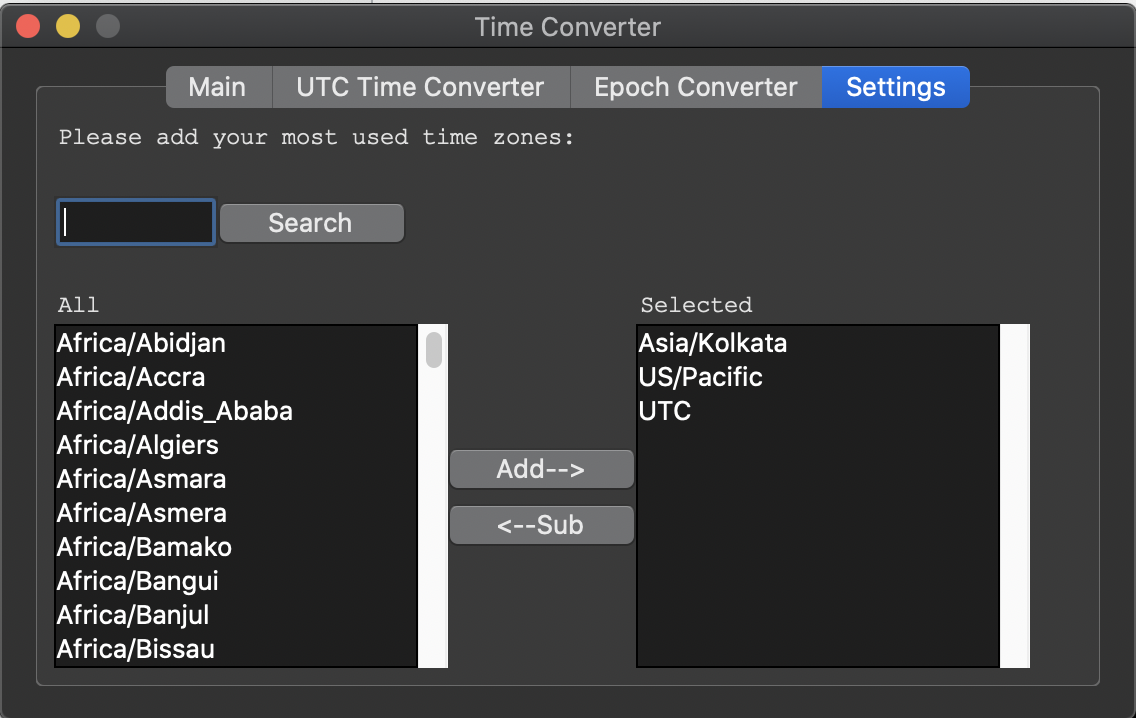 Time Converter
Main UTC Time Converter Epoch Converter Settings
Please add your most used time zones:
Search
All
Africa/Abidjan
Africa/Accra
Africa/Addis_Ababa
Africa/Algiers
Africa/Asmara
Africa/Asmera
Africa/Bamako
Africa/Bangui
Africa/Banjul
Africa/Bissau
Add-->
<--Sub
Selected
Asia/Kolkata
US/Pacific
UTC